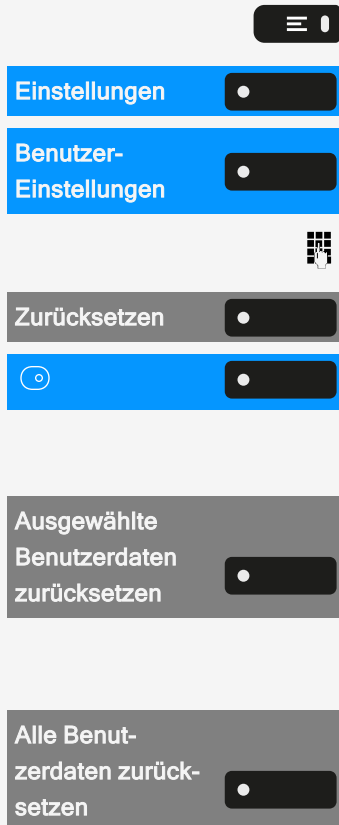 Einstellungen
Benutzer-
Einstellungen
Zurücksetzen
Ausgewählte
Benutzerdaten
zurücksetzen
Alle Benut-
zerdaten zurück-
setzen